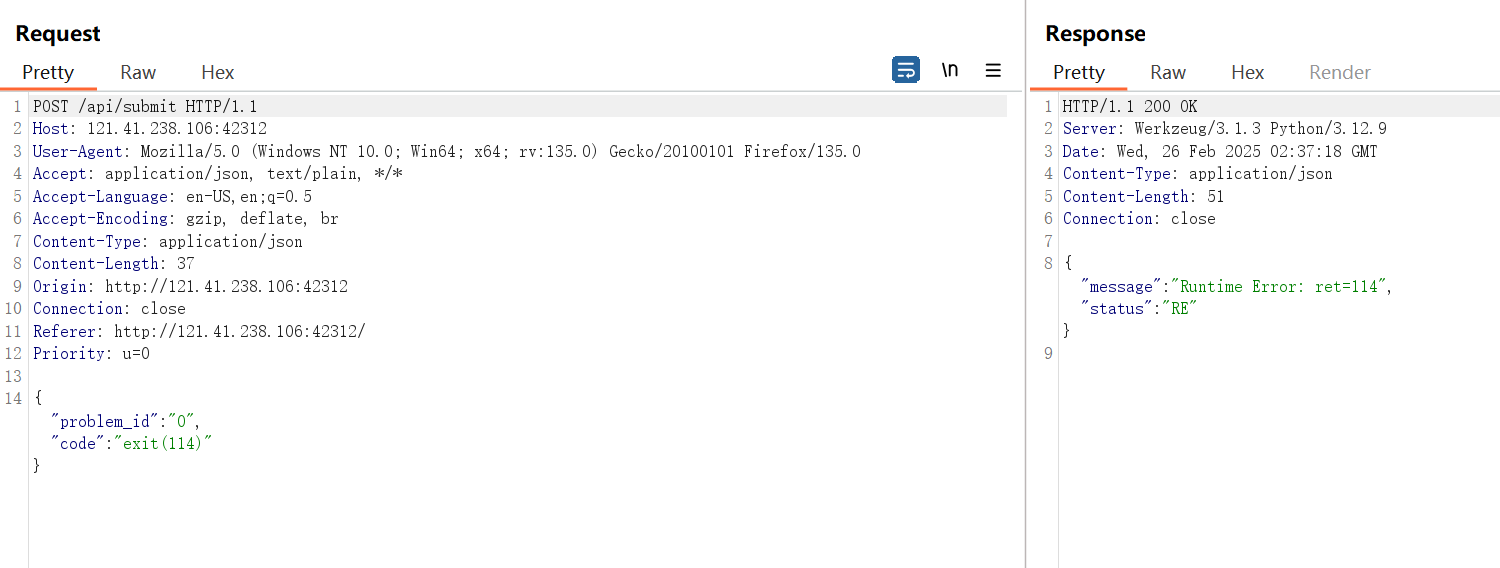 Request
Pretty Raw Hex \n
1 POST /api/submit HTTP/1.1
2 Host: 121.41.238.106:42312
3 User-Agent: Mozilla/5.0 (Windows NT 10.0; Win64; x64; rv:135.0) Gecko/20100101 Firefox/135.0
4 Accept: application/json, text/plain, */*
5 Accept-Language: en-US,en;q=0.5
6 Accept-Encoding: gzip, deflate, br
7 Content-Type: application/json
8 Content-Length: 37
9 Origin: http://121.41.238.106:42312
10 Connection: close
11 Referer: http://121.41.238.106:42312/
12 Priority: u=0
13
14 {
"problem_id":"0",
"code":"exit(114)"
}
Response
Pretty Raw Hex Render
1 HTTP/1.1 200 OK
2 Server: Werkzeug/3.1.3 Python/3.12.9
3 Date: Wed, 26 Feb 2025 02:37:18 GMT
4 Content-Type: application/json
5 Content-Length: 51
6 Connection: close
7
8 {
"message":"Runtime Error: ret=114",
"status":"RE"
}
9